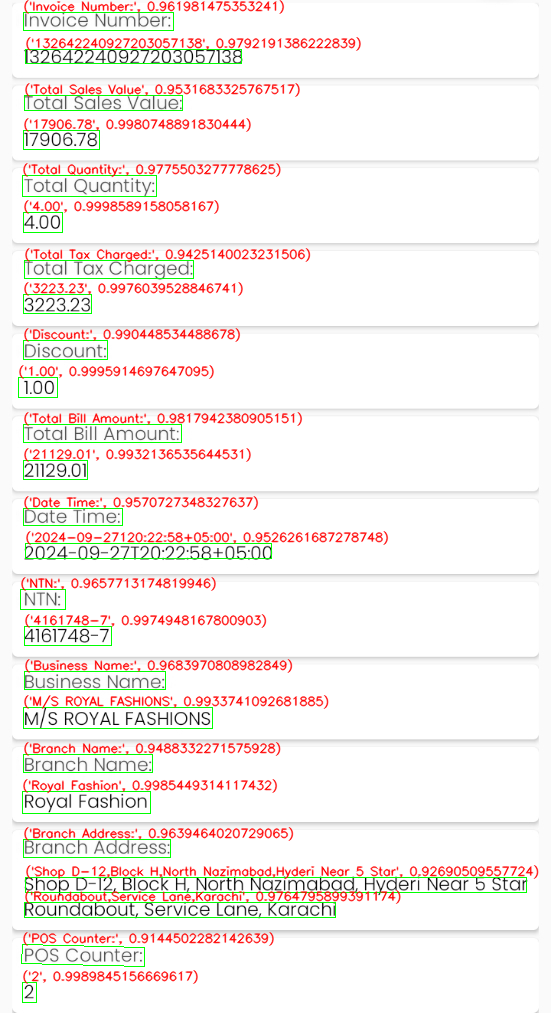 ('Invoice Number:', 0.961981475353241)
Invoice Number:
('132642240927203057138', 0.9792191386222839)
132642240927203057138
('Total Sales Value', 0.9531683325767517)
Total Sales Value:
('17906.78', 0.9980748891830444)
17906.78
('Total Quantity:', 0.9775503277778625)
Total Quantity:
('4.00', 0.9998589158058167)
4.00
('Total Tax Charged:', 0.9425140023231506)
Total Tax Charged:
('3223.23', 0.9976039528846741)
3223.23
('Discount:', 0.990448534488678)
Discount:
('1.00', 0.9995914697647095)
1.00
('Total Bill Amount:', 0.9817942380905151)
Total Bill Amount:
('21129.01', 0.9932136535644531)
21129.01
('Date Time:', 0.9570727348327637)
Date Time:
('2024-09-27120:22:58+05:00', 0.9526261687278748)
2024-09-27T20:22:58+05:00
('NTN:', 0.9657713174819946)
NTN:
('4161748-7', 0.9974948167800903)
4161748-7
('Business Name:', 0.9683970808982849)
Business Name:
('M/S ROYAL FASHIONS', 0.9933741092681885)
M/S ROYAL FASHIONS
('Branch Name:', 0.9488332271575928)
Branch Name:
('Royal Fashion', 0.9985449314117432)
Royal Fashion
('Branch Address:', 0.9639464020729065)
Branch Address:
('Shop D-12,Block H,North Nazimabad,Hyderi Near 5 Star', 0.92690509557724)
Shop D-12, Block H, North Nazimabad, Hyderi Near 5 Star
('Roundabout,Service Lane,Karachi', 0.9764795899391174)
Roundabout, Service Lane, Karachi
('POS Counter:', 0.9144502282142639)
POS Counter:
('2', 0.9989845156669617)
2